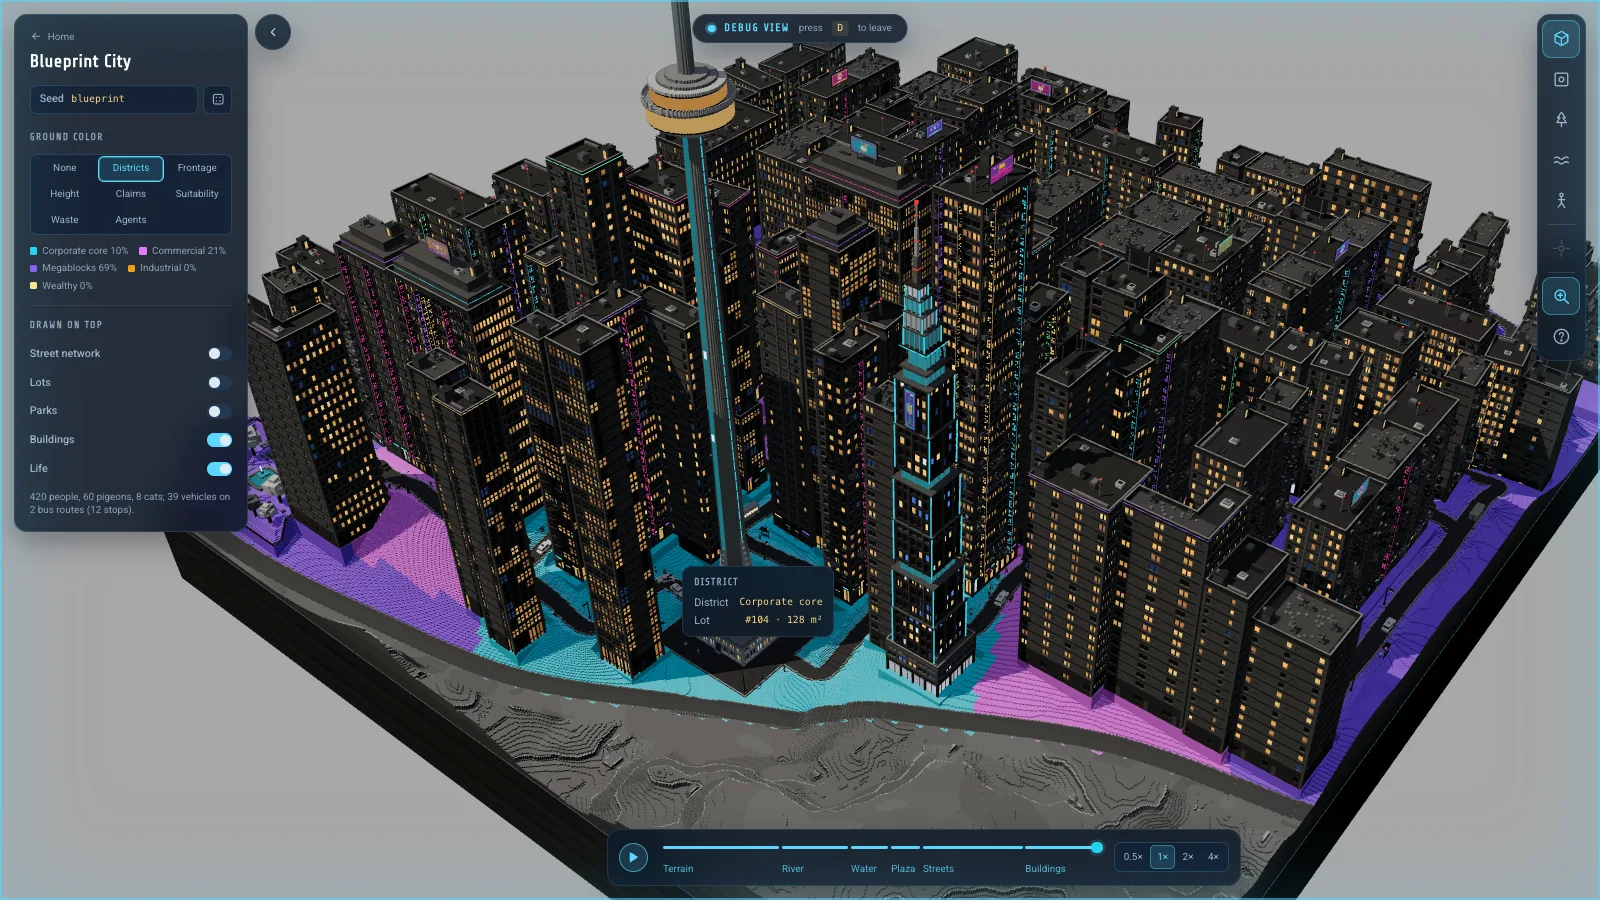 Home
Blueprint City
Seed blueprint
GROUND COLOR
None Districts Frontage
Height Claims Suitability
Waste Agents
Corporate core 10% Commercial 21%
Megablocks 69% Industrial 0%
Wealthy 0%
DRAWN ON TOP
Street network
Lots
Parks
Buildings
Life
420 people, 60 pigeons, 8 cats; 39 vehicles on
2 bus routes (12 stops).
DEBUG VIEW press D to leave
DISTRICT
District Corporate core
Lot #104 · 128 m²
Terrain River Water Plaza Streets Buildings
0.5× 1× 2× 4×